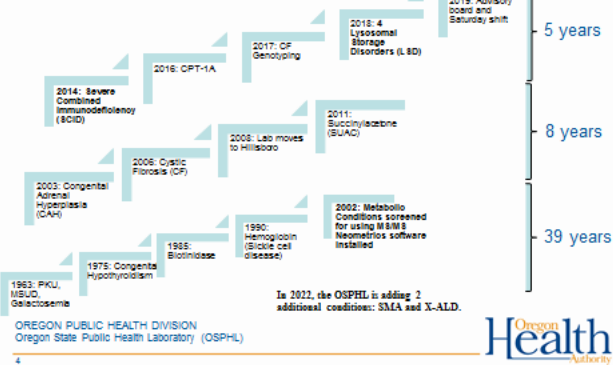 2019: Advisory
board and
Saturday shift
2018: 4
Lysosomal
Storage
Disorders (LSD)
2017: CF
Genotyping
2016: CPT-1A
2014: Severe
Combined
Immunodeficiency
(SCID)
5 years
2011:
Succinylacetone
(SUAC)
2008: Lab moves
to Hillsboro
2006: Cystic
Fibrosis (CF)
2003: Congenital
Adrenal
Hyperplasia
(CAH)
8 years
2002: Metabolic
Conditions screened
for using MS/MS
Neometrics software
installed
1990:
Hemoglobin
(Sickle cell
disease)
1985:
Biotinidase
1975: Congenital
Hypothyroidism
1963: PKU,
MSUD,
Galactosemia
39 years
In 2022, the OSPHL is adding 2
additional conditions: SMA and X-ALD.
OREGON PUBLIC HEALTH DIVISION
Oregon State Public Health Laboratory (OSPHL)
4
Oregon
Health
Authority